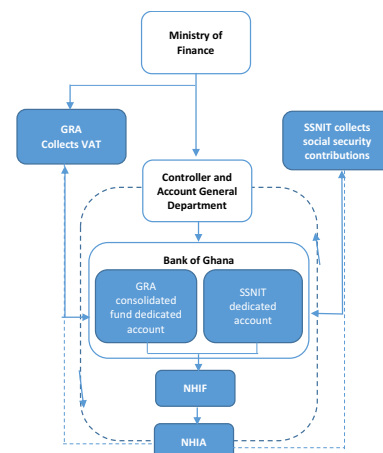 Ministry of
Finance
GRA
Collects VAT
SSNIT collects
social security
contributions
Controller and
Account General
Department
Bank of Ghana
GRA
consolidated
fund dedicated
account
SSNIT
dedicated
account
NHIF
NHIA